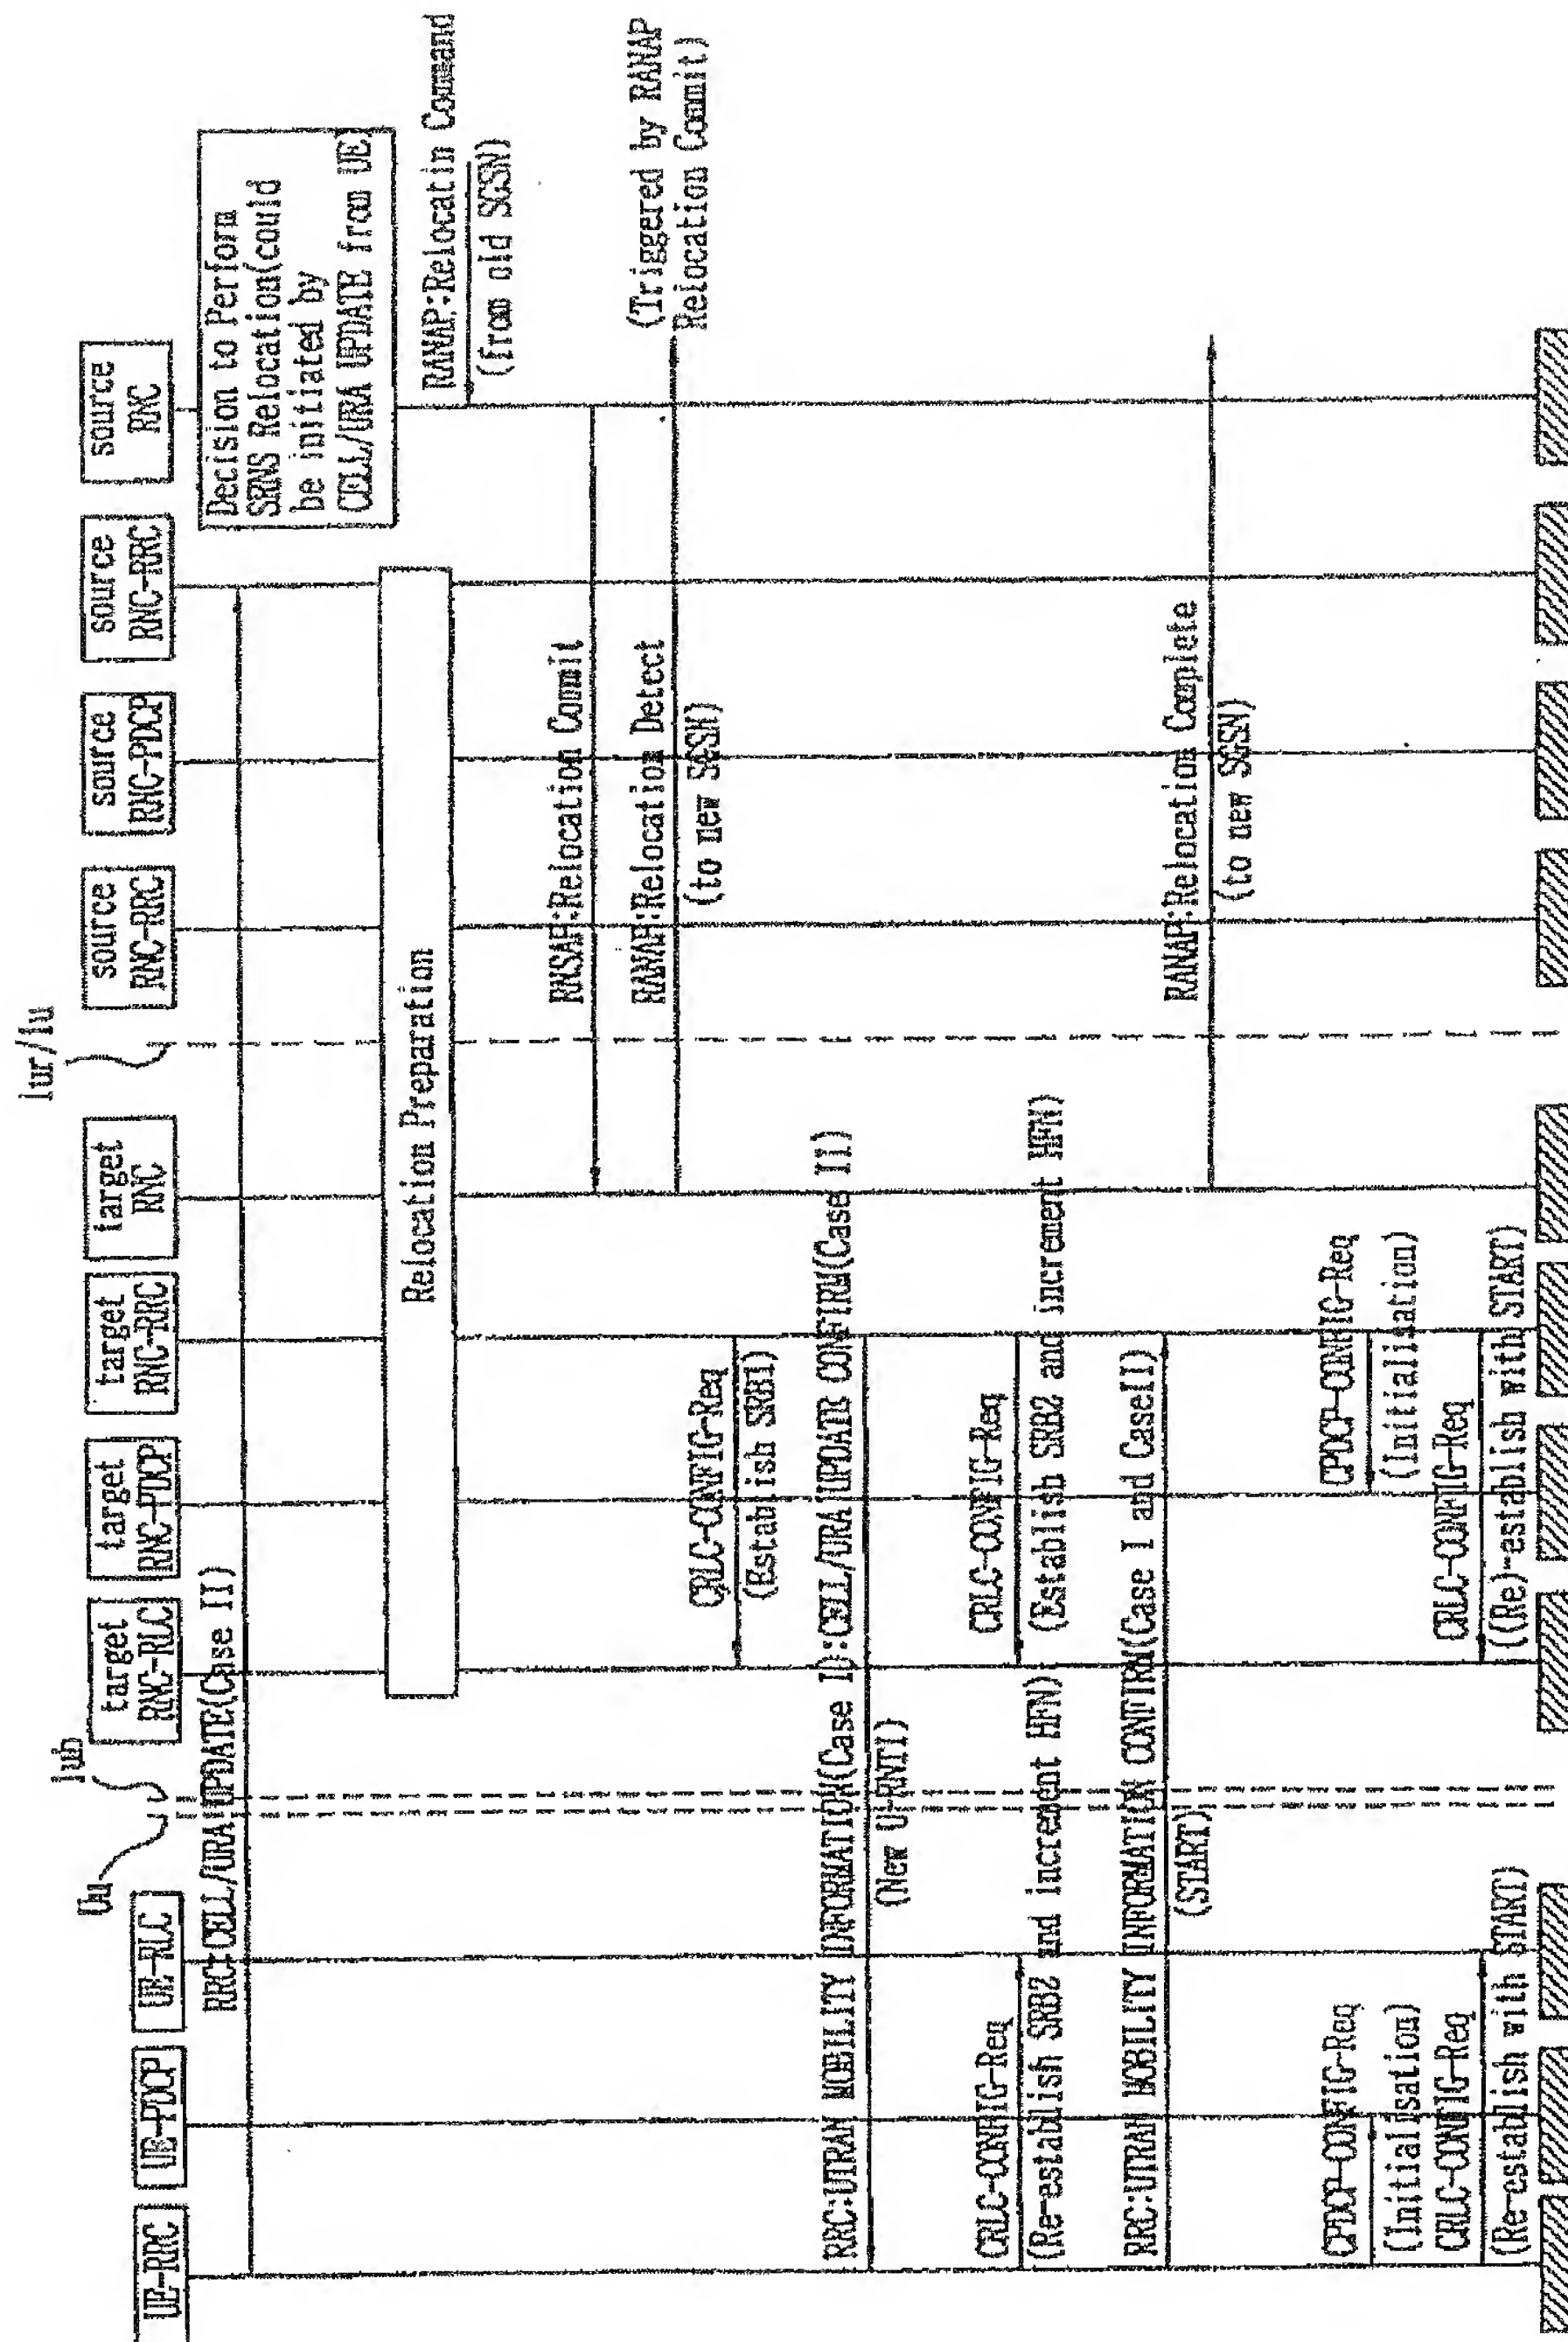 Uu
Iub
Iur/Iu
UE-RRC
UE-PDCP
UE-RLC
target
RNC-RLC
target
RNC-PDCP
target
RNC-RRC
target
RNC
source
RNC-RRC
source
RNC-PDCP
source
RNC-RRC
source
RNC
RRC:CELL/URA UPDATE(Case II)
Decision to Perform
SRNS Relocation(could
be initiated by
CELL/URA UPDATE from UE)
Relocation Preparation
RANAP:Relocatin Command
(from old SGSN)
RNSAH:Relocation Commit
RANAH:Relocation Detect
(to new SGSN)
(Triggered by RANAP
Relocation Commit)
CRLC-CONFIG-Req
(Establish SRB1)
RRC:UTRAN MOBILITY INFORMATION(Case I):CELL/URA UPDATE CONFIRM(Case II)
(New U-RNTI)
CRLC-CONFIG-Req
(Re-establish SRB2 and increment HFN)
CRLC-CONFIG-Req
(Establish SRB2 and increment HFN)
RRC:UTRAN MOBILITY INFORMATION CONFIRM(Case I and CaseII)
(START)
RANAP:Relocation Complete
(to new SGSN)
CPDCP-CONFIG-Req
(Initialisation)
CRLC-CONFIG-Req
(Re-establish with START)
CPDCP-CONFIG-Req
(Initialisation)
CRLC-CONFIG-Req
((Re)-establish with START)